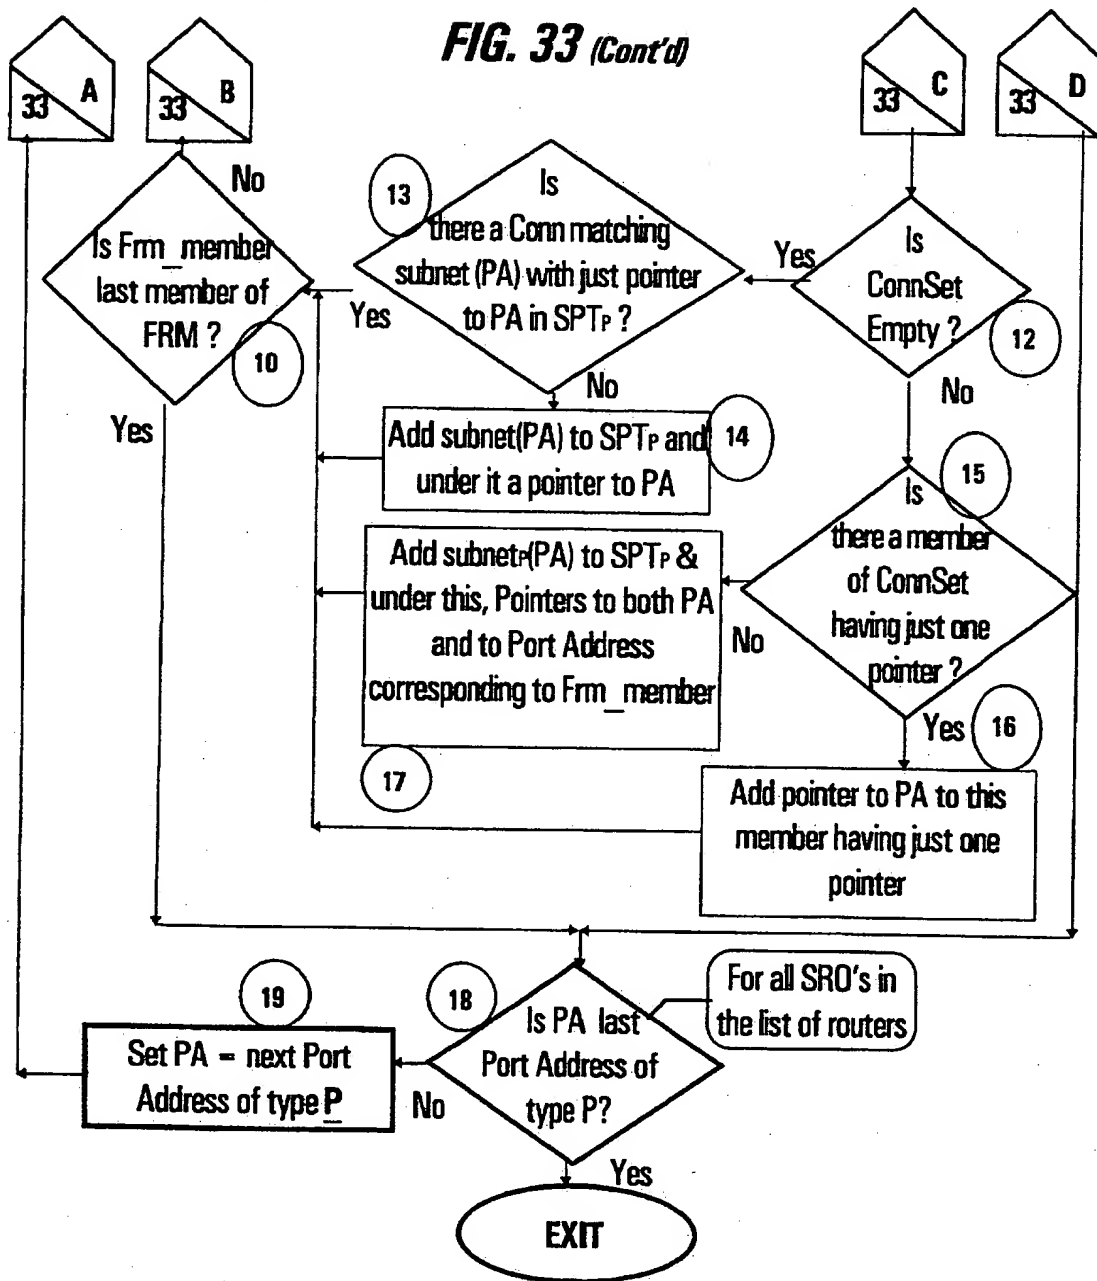 FIG. 33 (Cont'd)
33 A
33 B
33 C
33 D
No
Is Frm_member
last member of
FRM ?
10
Yes
13
Is
there a Conn matching
subnet (PA) with just pointer
to PA in SPTP ?
Yes
No
Yes
Is
ConnSet
Empty ?
12
No
Add subnet(PA) to SPTP and
under it a pointer to PA
14
15
Is
there a member
of ConnSet
having just one
pointer ?
No
Yes
Add subnetP(PA) to SPTP &
under this, Pointers to both PA
and to Port Address
corresponding to Frm_member
17
16
Add pointer to PA to this
member having just one
pointer
18
Is PA last
Port Address of
type P?
For all SRO's in
the list of routers
19
Set PA = next Port
Address of type P
No
Yes
EXIT